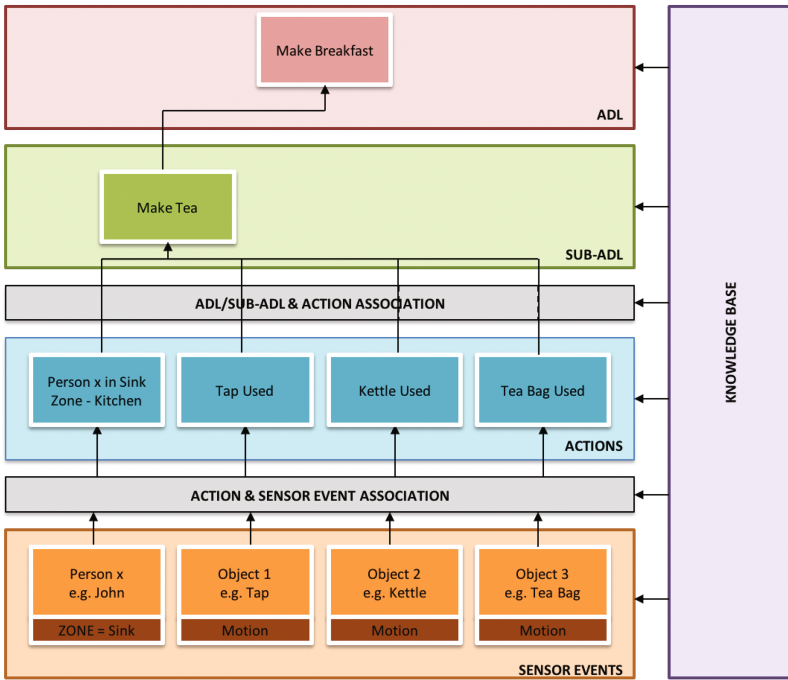 Make Breakfast
ADL
Make Tea
SUB-ADL
ADL/SUB-ADL & ACTION ASSOCIATION
Person x in Sink
Zone - Kitchen
Tap Used
Kettle Used
Tea Bag Used
ACTIONS
ACTION & SENSOR EVENT ASSOCIATION
Person x
e.g. John
ZONE = Sink
Object 1
e.g. Tap
Motion
Object 2
e.g. Kettle
Motion
Object 3
e.g. Tea Bag
Motion
SENSOR EVENTS
KNOWLEDGE BASE